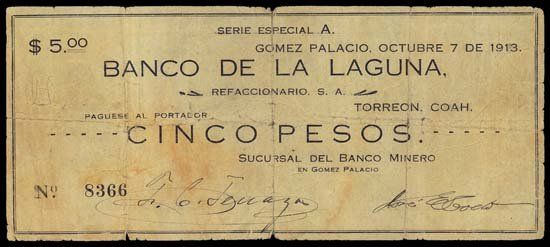 SERIE ESPECIAL A.
$ 5.00
GOMEZ PALACIO, OCTUBRE 7 DE 1913.
BANCO DE LA LAGUNA,
REFACCIONARIO, S. A.
TORREON, COAH.
PAGUESE AL PORTADOR
CINCO PESOS.
SUCURSAL DEL BANCO MINERO
EN GOMEZ PALACIO
Nº 8366